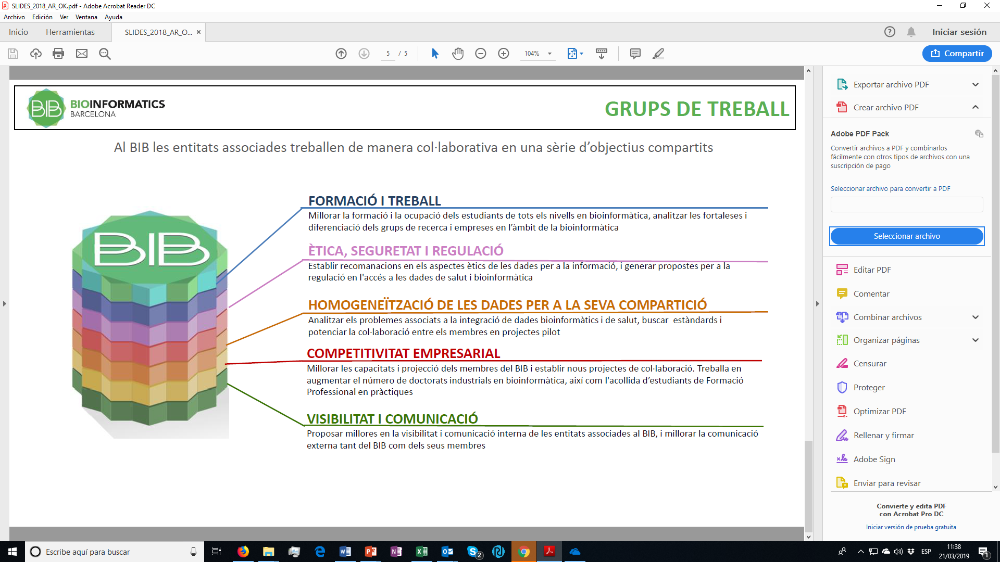 SLIDES_2018_AR_OK.pdf - Adobe Acrobat Reader DC
Archivo Edición Ver Ventana Ayuda
Inicio Herramientas SLIDES_2018_AR_O... Iniciar sesión
5 / 5 104% Compartir
BIB BIOINFORMATICS
BARCELONA
GRUPS DE TREBALL
Al BIB les entitats associades treballen de manera col·laborativa en una sèrie d’objectius compartits
BIB
FORMACIÓ I TREBALL
Millorar la formació i la ocupació dels estudiants de tots els nivells en bioinformàtica, analitzar les fortaleses i
diferenciació dels grups de recerca i empreses en l’àmbit de la bioinformàtica
ÈTICA, SEGURETAT I REGULACIÓ
Establir recomanacions en els aspectes ètics de les dades per a la informació, i generar propostes per a la
regulació en l'accés a les dades de salut i bioinformàtica
HOMOGENEÏTZACIÓ DE LES DADES PER A LA SEVA COMPARTICIÓ
Analitzar els problemes associats a la integració de dades bioinformàtics i de salut, buscar estàndards i
potenciar la col·laboració entre els membres en projectes pilot
COMPETITIVITAT EMPRESARIAL
Millorar les capacitats i projecció dels membres del BIB i establir nous projectes de col·laboració. Treballa en
augmentar el número de doctorats industrials en bioinformàtica, així com l'acollida d’estudiants de Formació
Professional en pràctiques
VISIBILITAT I COMUNICACIÓ
Proposar millores en la visibilitat i comunicació interna de les entitats associades al BIB, i millorar la comunicació
externa tant del BIB com dels seus membres
Exportar archivo PDF
Crear archivo PDF
Adobe PDF Pack
Convertir archivos a PDF y combinarlos
fácilmente con otros tipos de archivos con una
suscripción de pago
Seleccionar archivo para convertir a PDF
Seleccionar archivo
Editar PDF
Comentar
Combinar archivos
Organizar páginas
Censurar
Proteger
Optimizar PDF
Rellenar y firmar
Adobe Sign
Enviar para revisar
Convierte y edita PDF
con Acrobat Pro DC
Iniciar versión de prueba gratuita
Escribe aquí para buscar
2
ESP
11:38
21/03/2019
1